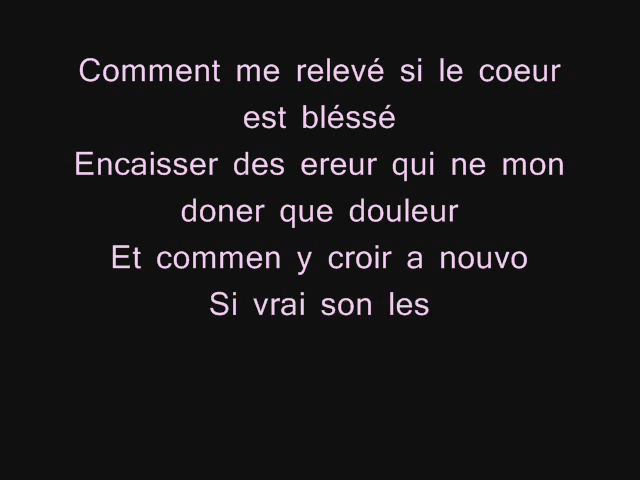 Comment me relevé si le coeur
est bléssé
Encaisser des ereur qui ne mon
doner que douleur
Et commen y croir a nouvo
Si vrai son les